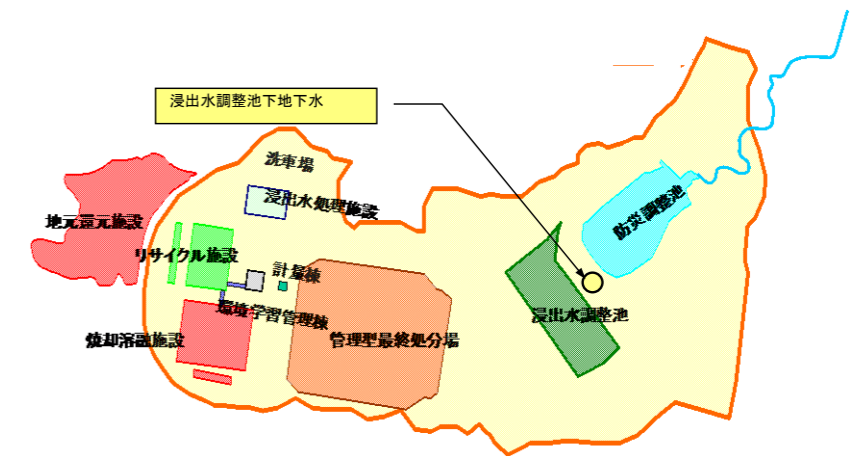 浸出水調整池下地下水
洗車場
浸出水処理施設
地元還元施設
防災調整池
リサイクル施設
計量棟
環境学習管理棟
浸出水調整池
焼却溶融施設
管理型最終処分場